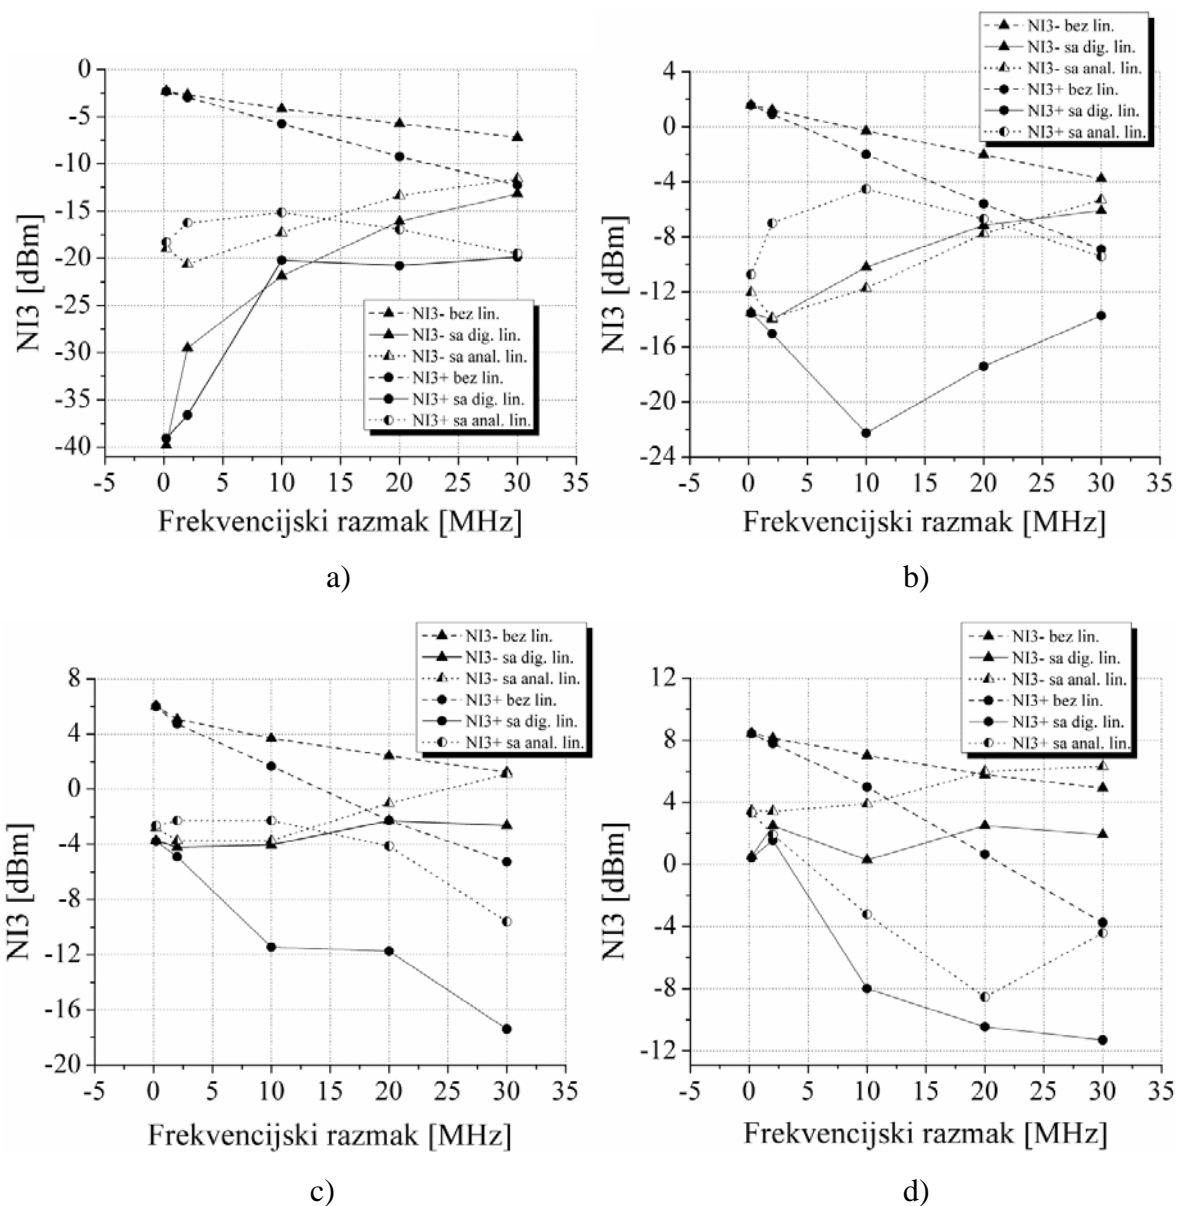 NI3- bez lin.
NI3- sa dig. lin.
NI3- sa anal. lin.
NI3+ bez lin.
NI3+ sa dig. lin.
NI3+ sa anal. lin.
0
-5
-10
-15
-20
-25
-30
-35
-40
NI3 [dBm]
-5 0 5 10 15 20 25 30 35
Frekvencijski razmak [MHz]
a)
NI3- bez lin.
NI3- sa dig. lin.
NI3- sa anal. lin.
NI3+ bez lin.
NI3+ sa dig. lin.
NI3+ sa anal. lin.
4
0
-4
-8
-12
-16
-20
-24
NI3 [dBm]
-5 0 5 10 15 20 25 30 35
Frekvencijski razmak [MHz]
b)
NI3- bez lin.
NI3- sa dig. lin.
NI3- sa anal. lin.
NI3+ bez lin.
NI3+ sa dig. lin.
NI3+ sa anal. lin.
8
4
0
-4
-8
-12
-16
-20
NI3 [dBm]
-5 0 5 10 15 20 25 30 35
Frekvencijski razmak [MHz]
c)
NI3- bez lin.
NI3- sa dig. lin.
NI3- sa anal. lin.
NI3+ bez lin.
NI3+ sa dig. lin.
NI3+ sa anal. lin.
12
8
4
0
-4
-8
-12
NI3 [dBm]
-5 0 5 10 15 20 25 30 35
Frekvencijski razmak [MHz]
d)